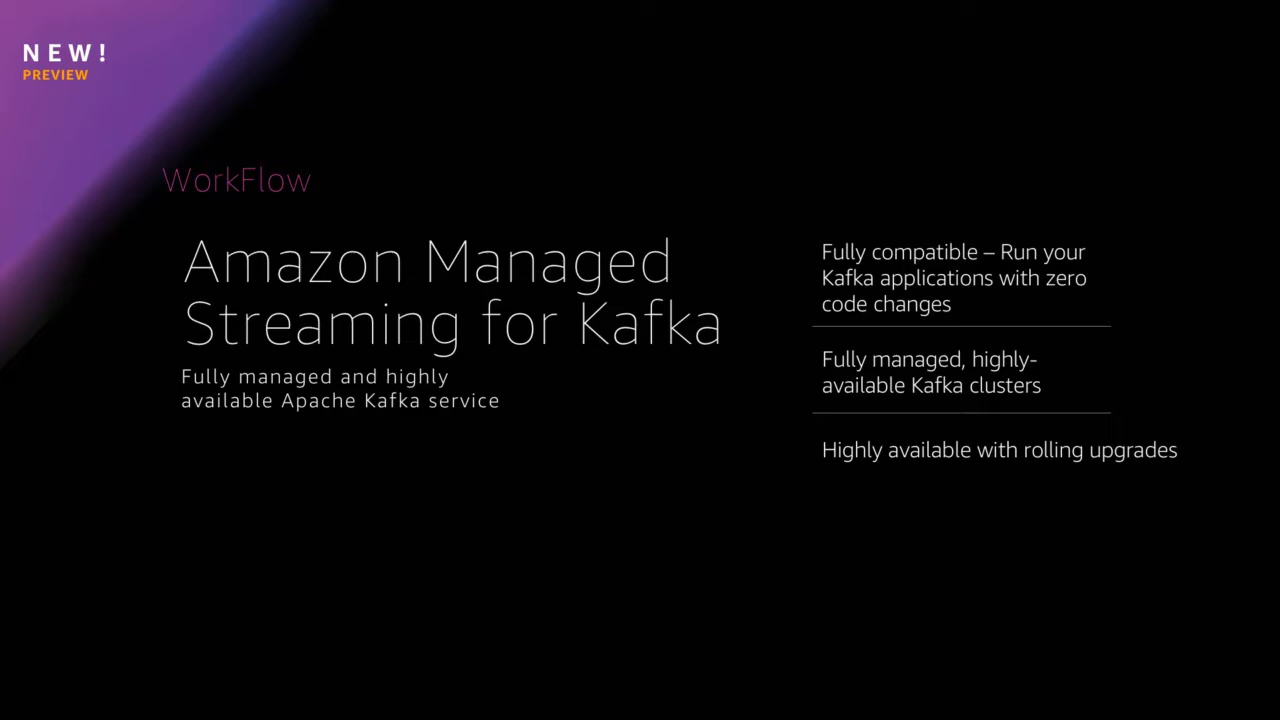 NEW!
PREVIEW
WorkFlow
Amazon Managed
Streaming for Kafka
Fully managed and highly
available Apache Kafka service
Fully compatible – Run your
Kafka applications with zero
code changes
Fully managed, highly-
available Kafka clusters
Highly available with rolling upgrades